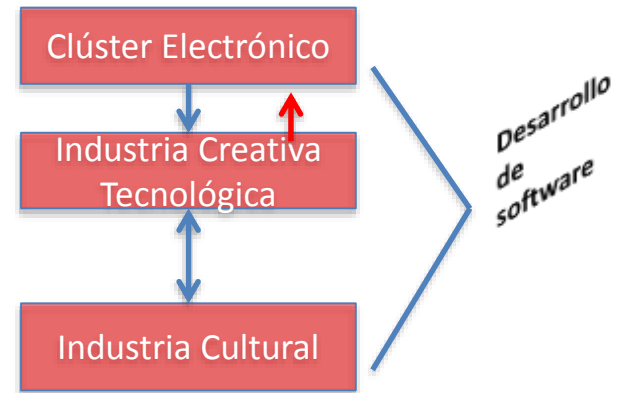 Clúster Electrónico
Industria Creativa
Tecnológica
Industria Cultural
Desarrollo
de
software